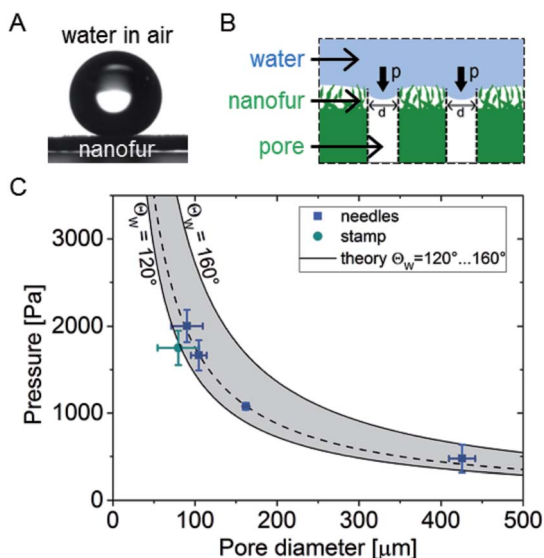 A
water in air
nanofur
B
water
nanofur
pore
p
p
d
d
C
Pressure [Pa]
3000
2000
1000
0
Θw = 120°
Θw = 160°
needles
stamp
theory Θw=120°...160°
0
100
200
300
400
500
Pore diameter [µm]